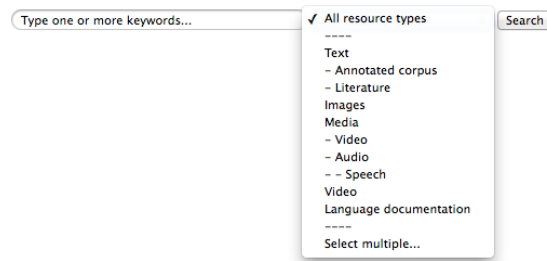 Type one or more keywords...
✓ All resource types
Search
----
Text
- Annotated corpus
- Literature
Images
Media
- Video
- Audio
- - Speech
Video
Language documentation
----
Select multiple...